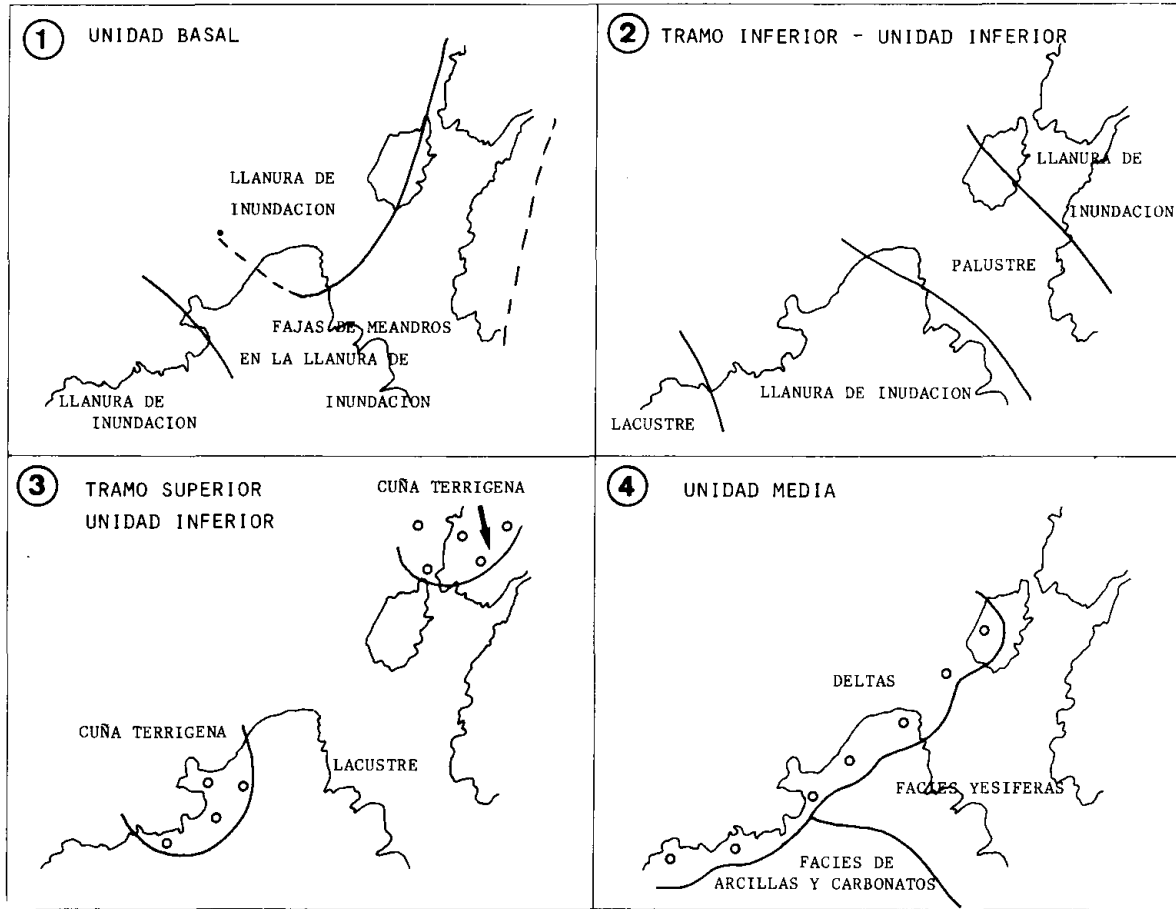 1 UNIDAD BASAL
LLANURA DE
INUNDACION
FAJAS DE MEANDROS
EN LA LLANURA DE
INUNDACION
LLANURA DE
INUNDACION
2 TRAMO INFERIOR - UNIDAD INFERIOR
LLANURA DE
INUNDACION
PALUSTRE
LLANURA DE INUDACION
LACUSTRE
3 TRAMO SUPERIOR
UNIDAD INFERIOR
CUÑA TERRIGENA
CUÑA TERRIGENA
LACUSTRE
4 UNIDAD MEDIA
DELTAS
FACIES YESIFERAS
FACIES DE
ARCILLAS Y CARBONATOS